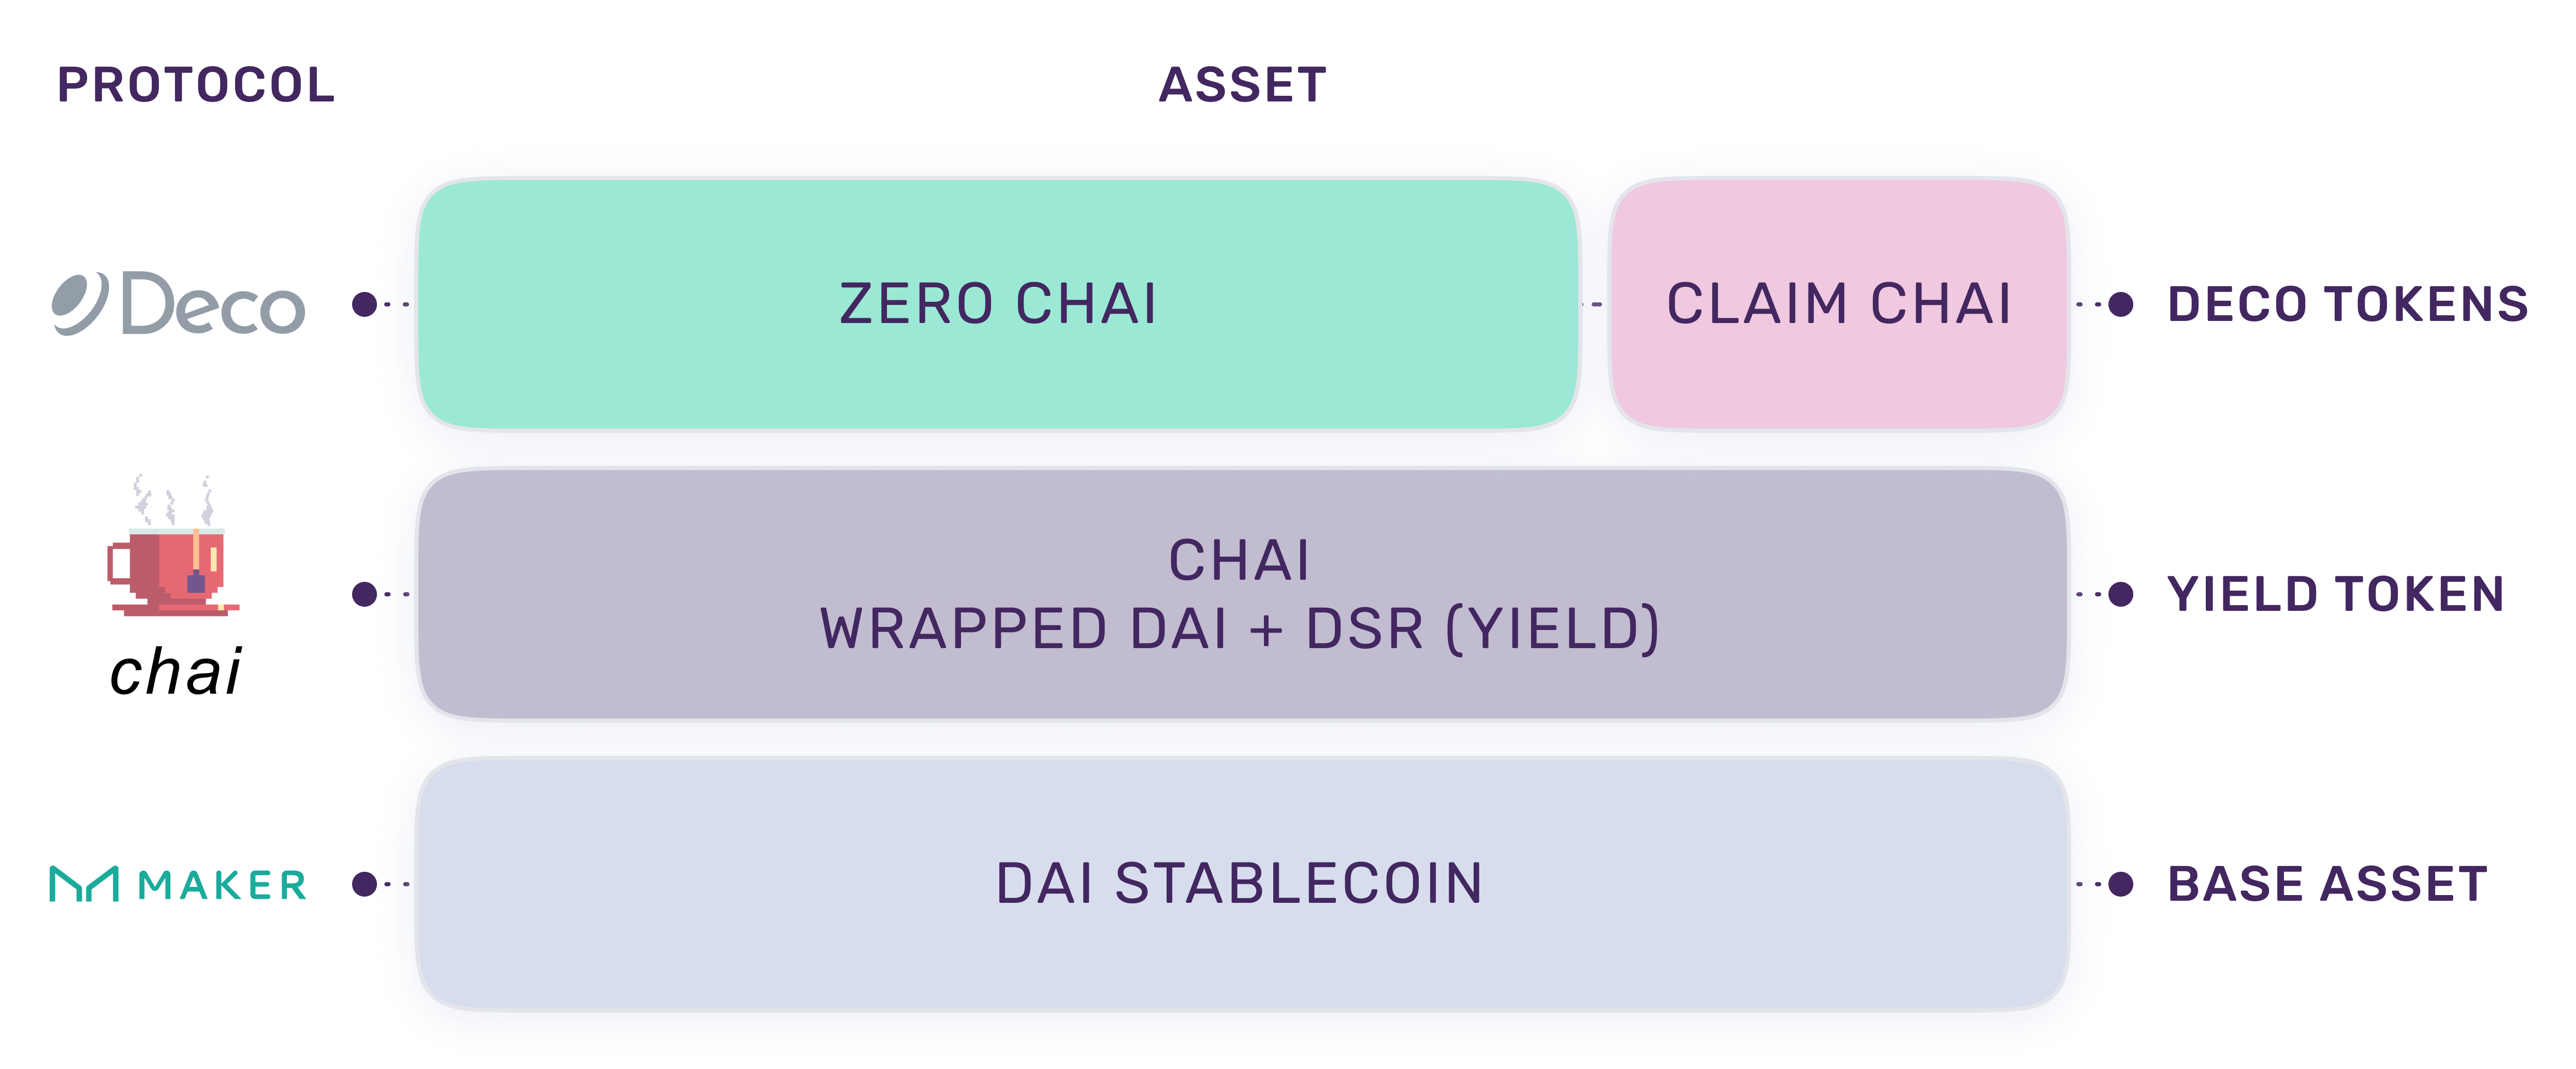 PROTOCOL
ASSET
Deco
ZERO CHAI
CLAIM CHAI
DECO TOKENS
chai
CHAI
WRAPPED DAI + DSR (YIELD)
YIELD TOKEN
MAKER
DAI STABLECOIN
BASE ASSET